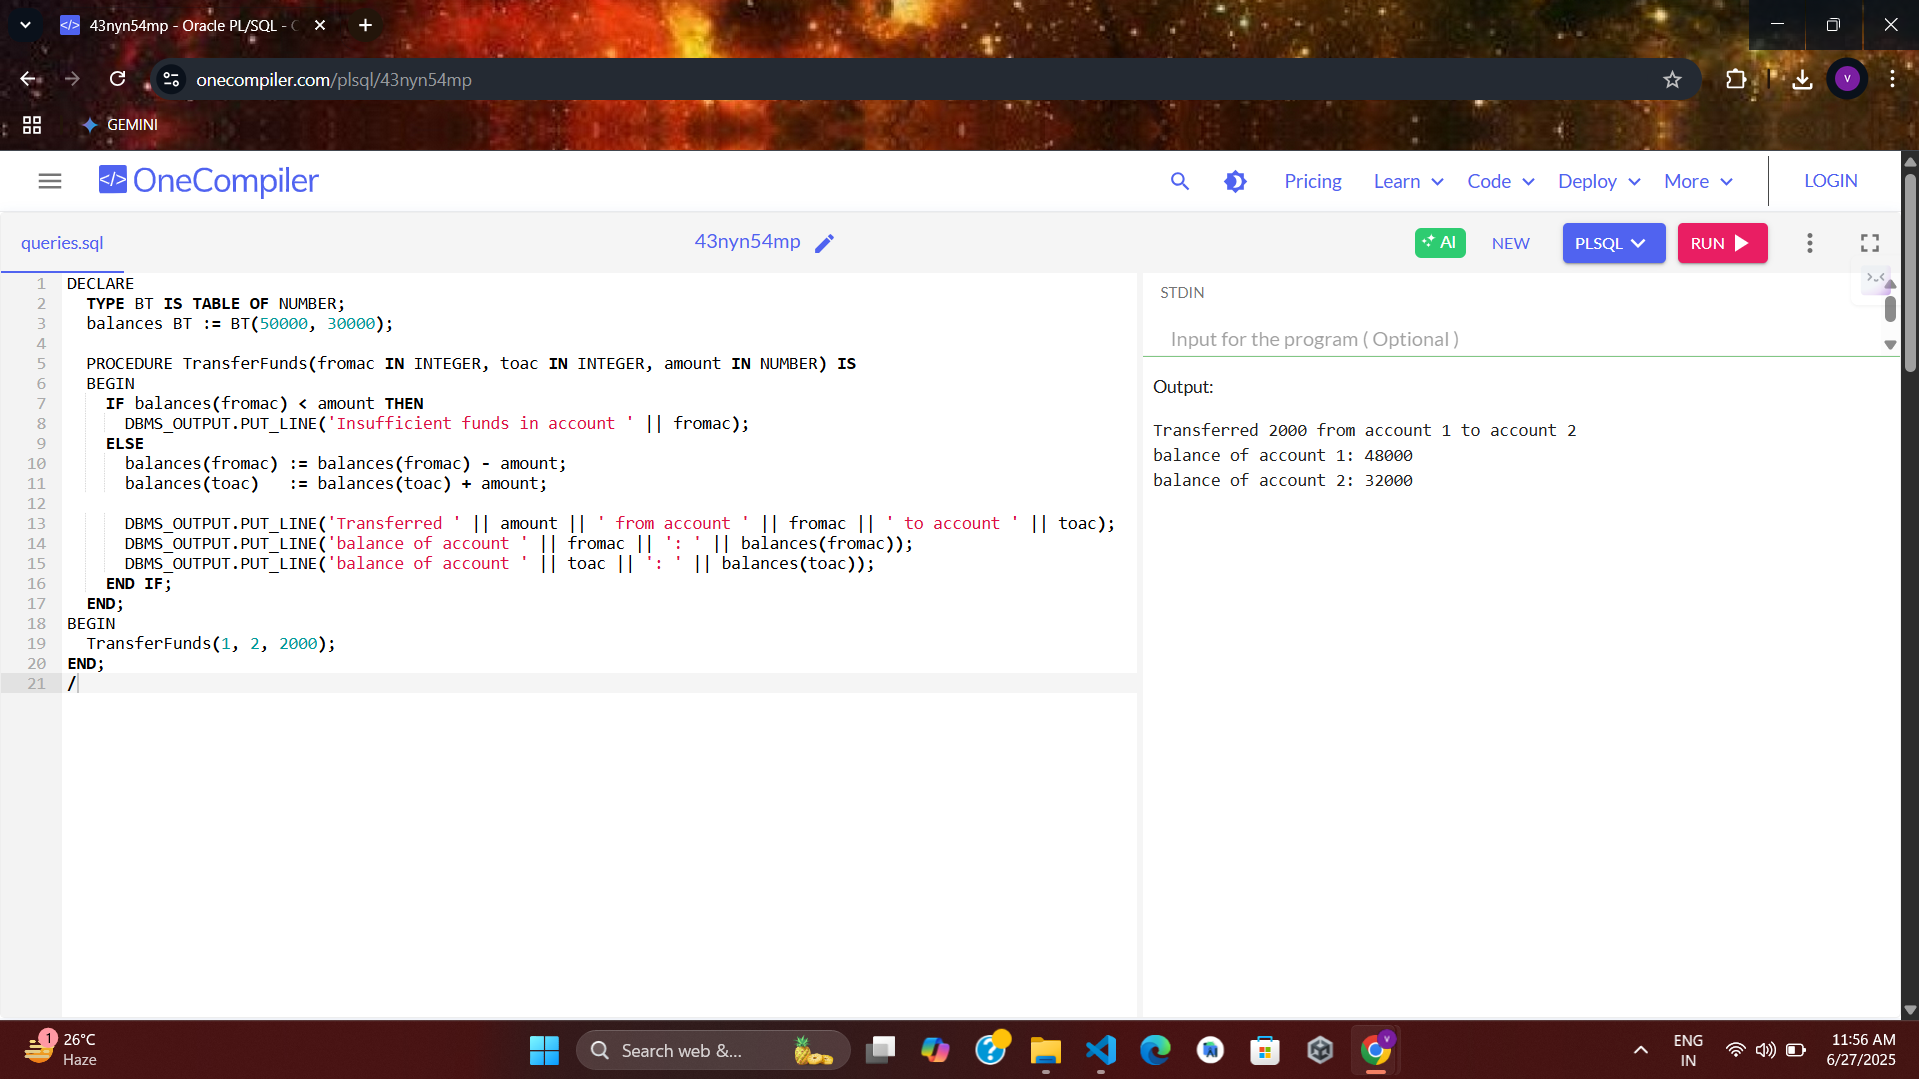 43nyn54mp - Oracle PL/SQL -
onecompiler.com/plsql/43nyn54mp
V
GEMINI
</> OneCompiler
Pricing
Learn
Code
Deploy
More
LOGIN
queries.sql
43nyn54mp
AI
NEW
PLSQL
RUN
1 DECLARE
2 TYPE BT IS TABLE OF NUMBER;
3 balances BT := BT(50000, 30000);
4
5 PROCEDURE TransferFunds(fromac IN INTEGER, toac IN INTEGER, amount IN NUMBER) IS
6 BEGIN
7 IF balances(fromac) < amount THEN
8 DBMS_OUTPUT.PUT_LINE('Insufficient funds in account ' || fromac);
9 ELSE
10 balances(fromac) := balances(fromac) - amount;
11 balances(toac)   := balances(toac) + amount;
12
13 DBMS_OUTPUT.PUT_LINE('Transferred ' || amount || ' from account ' || fromac || ' to account ' || toac);
14 DBMS_OUTPUT.PUT_LINE('balance of account ' || fromac || ': ' || balances(fromac));
15 DBMS_OUTPUT.PUT_LINE('balance of account ' || toac || ': ' || balances(toac));
16 END IF;
17 END;
18 BEGIN
19 TransferFunds(1, 2, 2000);
20 END;
21 /
STDIN
Input for the program ( Optional )
Output:
Transferred 2000 from account 1 to account 2
balance of account 1: 48000
balance of account 2: 32000
1
26°C
Haze
Search web &...
V
ENG
IN
11:56 AM
6/27/2025